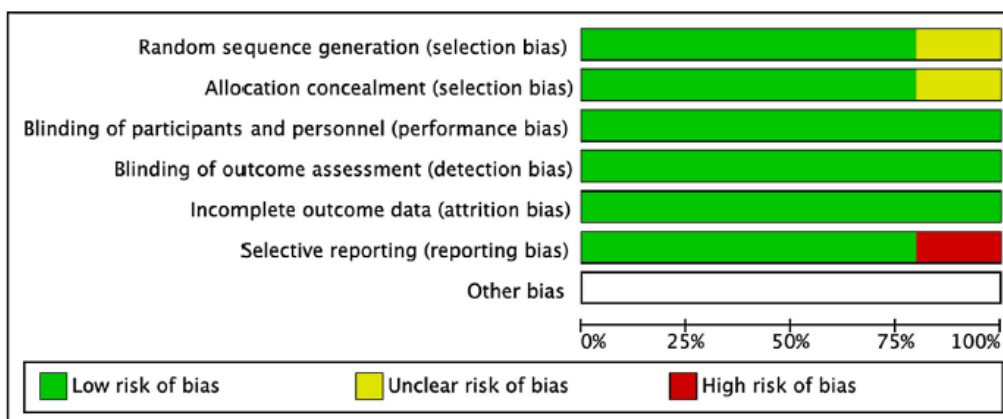 Random sequence generation (selection bias)
Allocation concealment (selection bias)
Blinding of participants and personnel (performance bias)
Blinding of outcome assessment (detection bias)
Incomplete outcome data (attrition bias)
Selective reporting (reporting bias)
Other bias
0% 25% 50% 75% 100%
Low risk of bias Unclear risk of bias High risk of bias